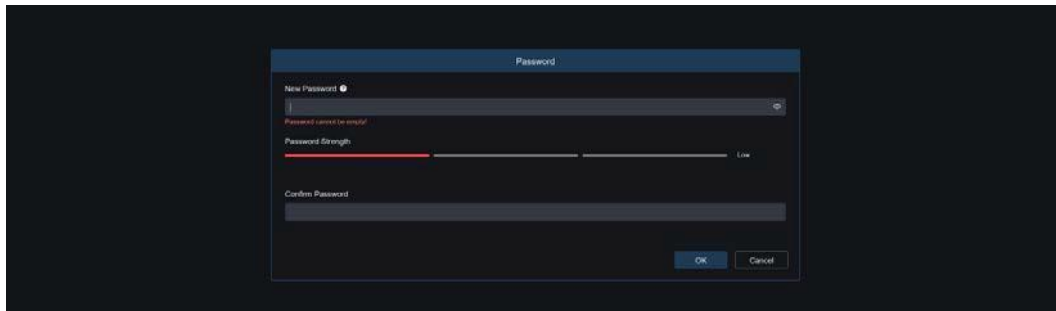 Password
New Password
Password cannot be empty!
Password Strength
Low
Confirm Password
OK
Cancel